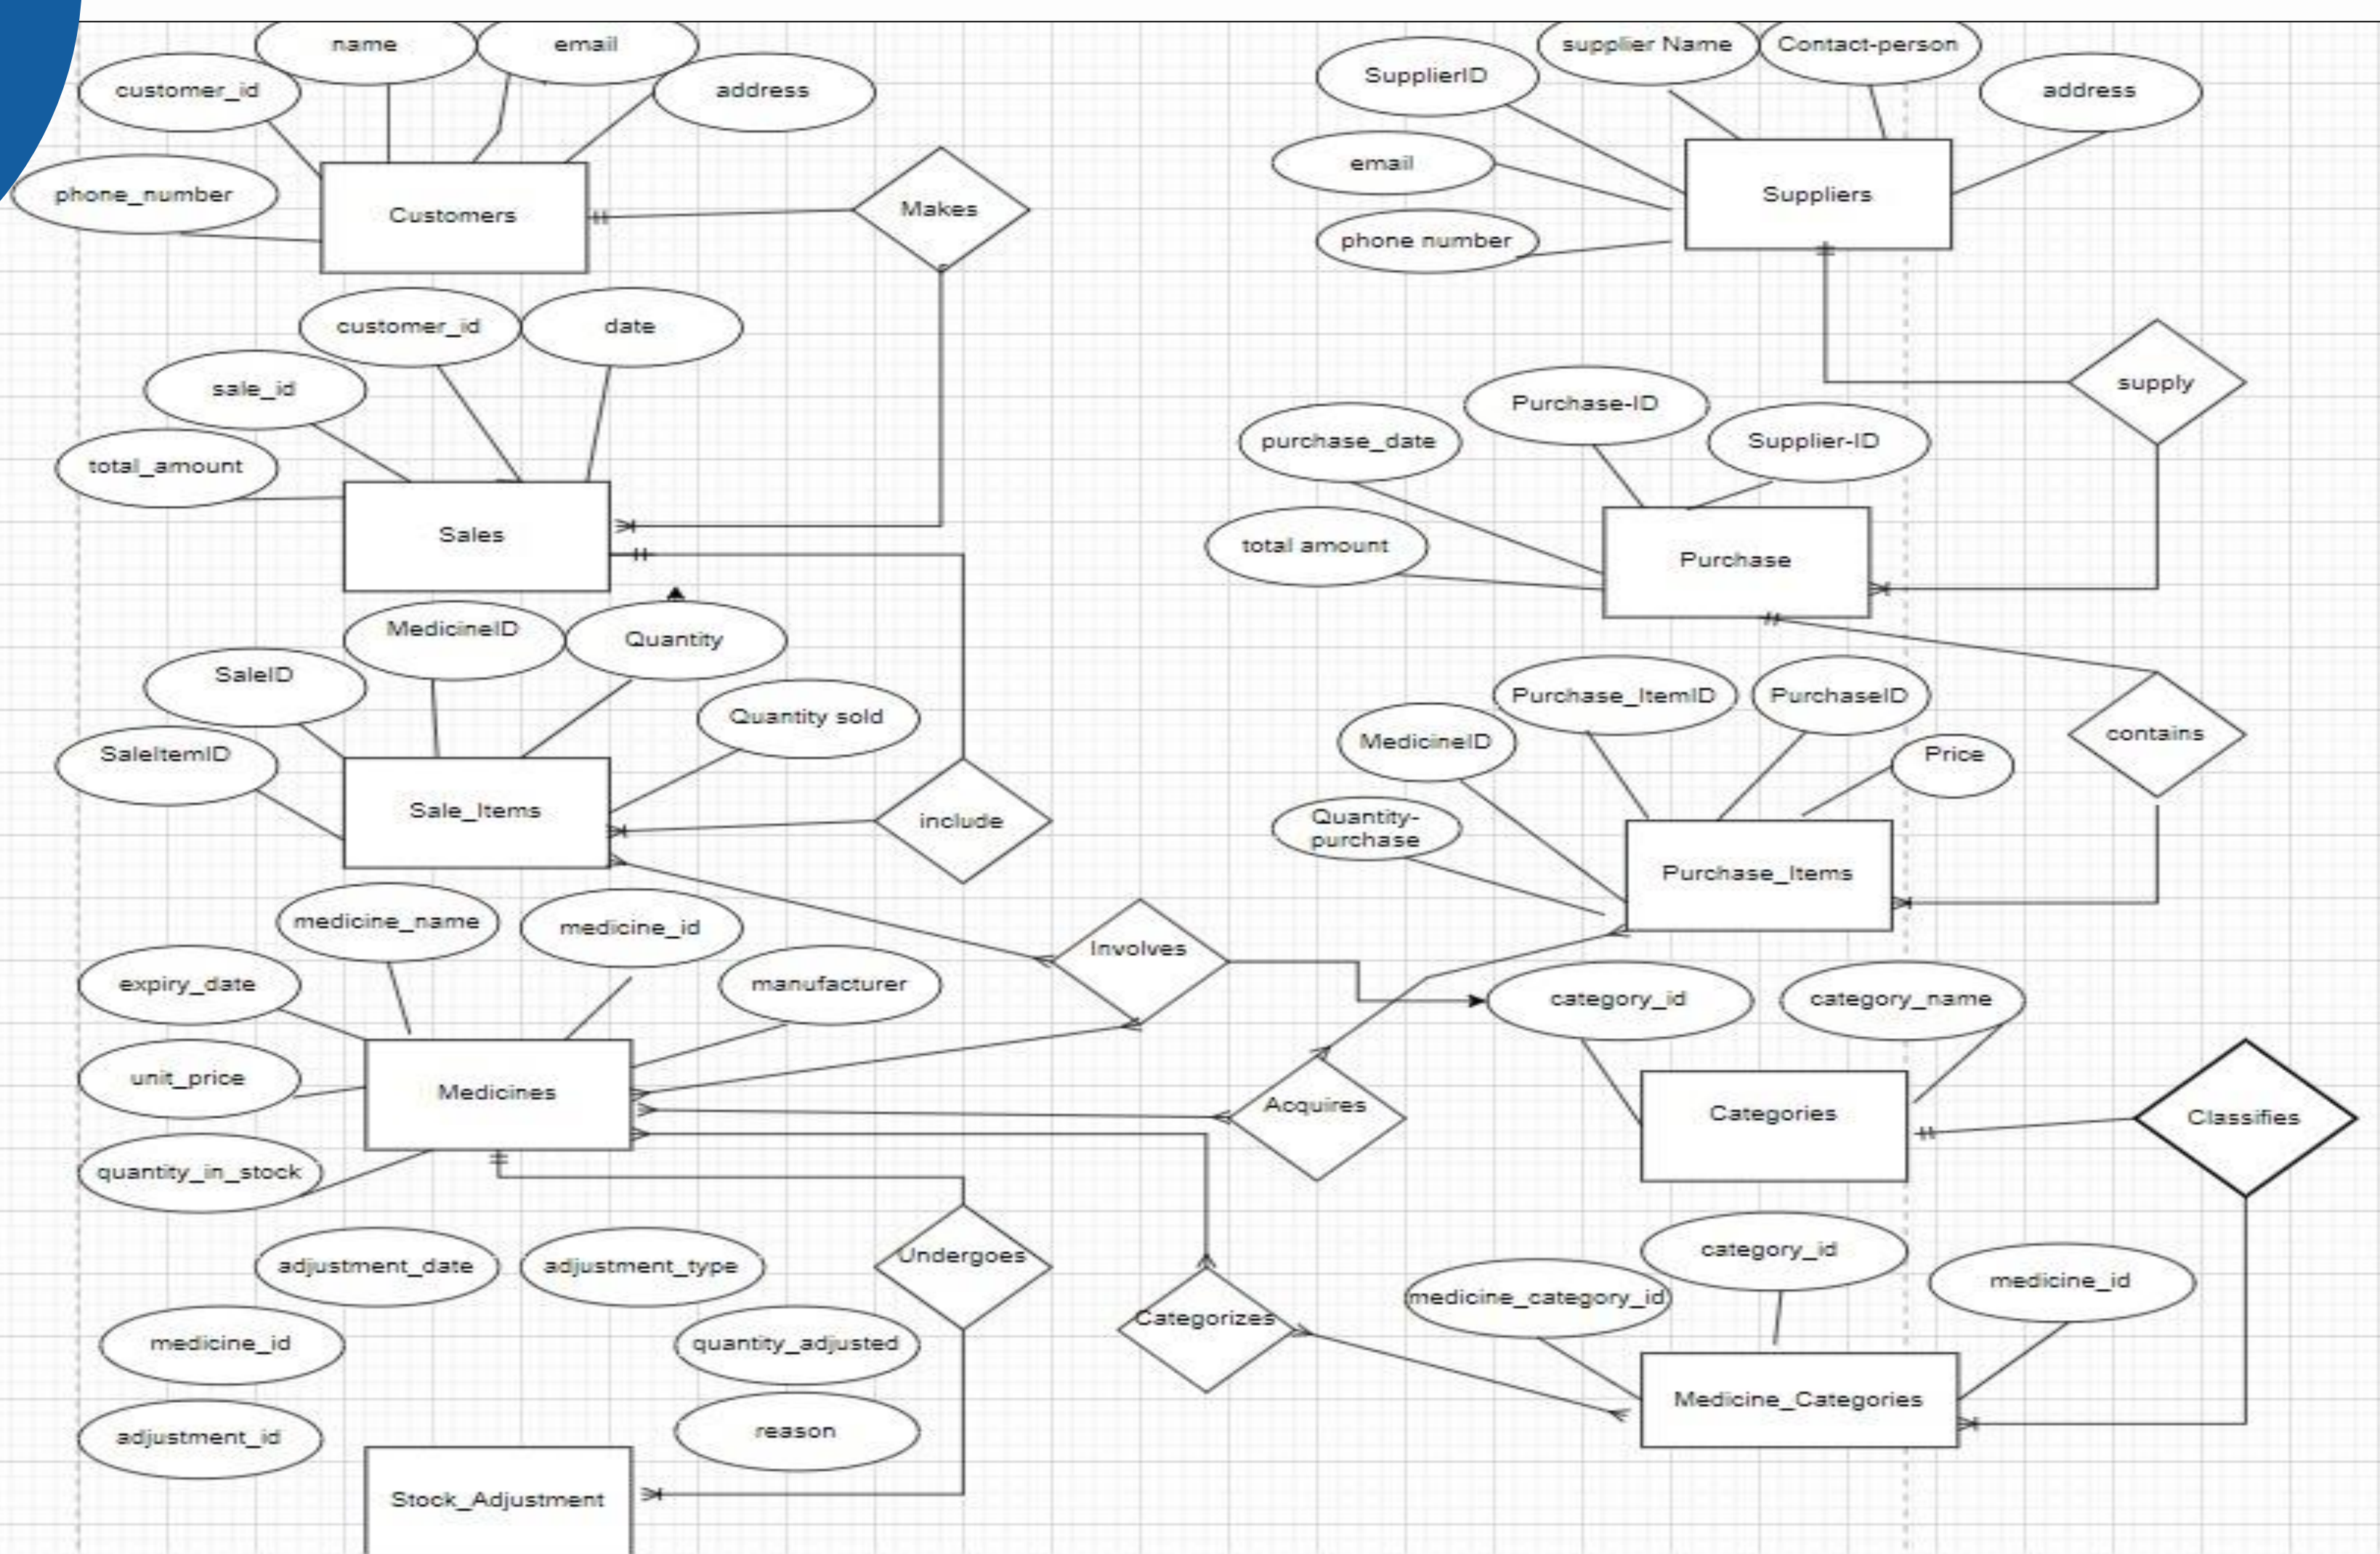 name
email
customer_id
address
phone_number
Customers
Makes
customer_id
date
sale_id
total_amount
Sales
MedicineID
Quantity
SaleID
Quantity sold
SaleItemID
Sale_Items
include
medicine_name
medicine_id
expiry_date
manufacturer
unit_price
Medicines
quantity_in_stock
Undergoes
adjustment_date
adjustment_type
medicine_id
quantity_adjusted
adjustment_id
reason
Stock_Adjustment
supplier Name
Contact-person
SupplierID
address
email
Suppliers
phone number
supply
Purchase-ID
purchase_date
Supplier-ID
total amount
Purchase
Purchase_ItemID
PurchaseID
MedicineID
contains
Price
Quantity-
purchase
Purchase_Items
Involves
category_id
category_name
Acquires
Categories
Classifies
category_id
medicine_category_id
medicine_id
Categorizes
Medicine_Categories